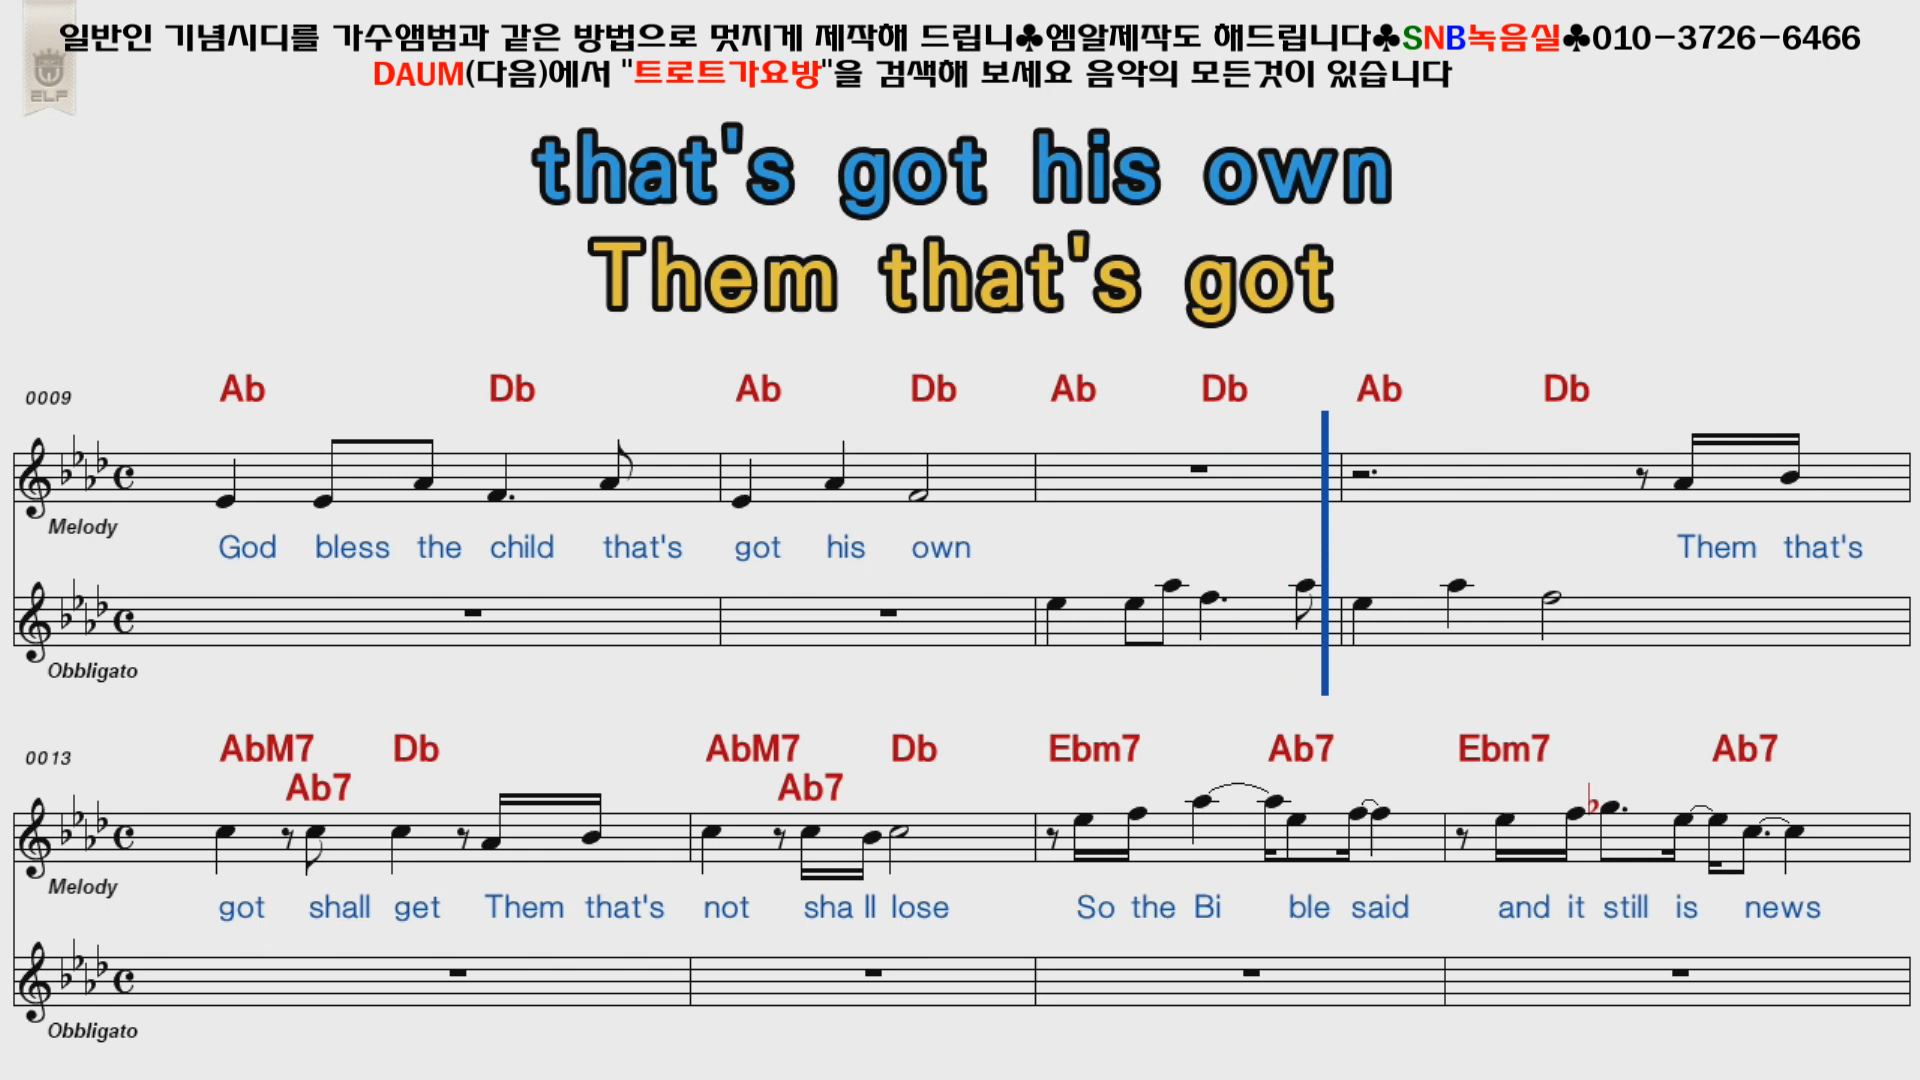 일반인 기념시디를 가수앨범과 같은 방법으로 멋지게 제작해 드립니♣엠알제작도 해드립니다♣SNB녹음실♣010-3726-6466
ELF
DAUM(다음)에서 "트로트가요방"을 검색해 보세요 음악의 모든것이 있습니다
that's got his own
Them that's got
0009 Ab Db Ab Db Ab Db Ab Db
Melody
God bless the child that's got his own Them that's
Obbligato
0013 AbM7 Db AbM7 Db Ebm7 Ab7 Ebm7 Ab7
Ab7 Ab7
Melody
got shall get Them that's not sha ll lose So the Bi ble said and it still is news
Obbligato